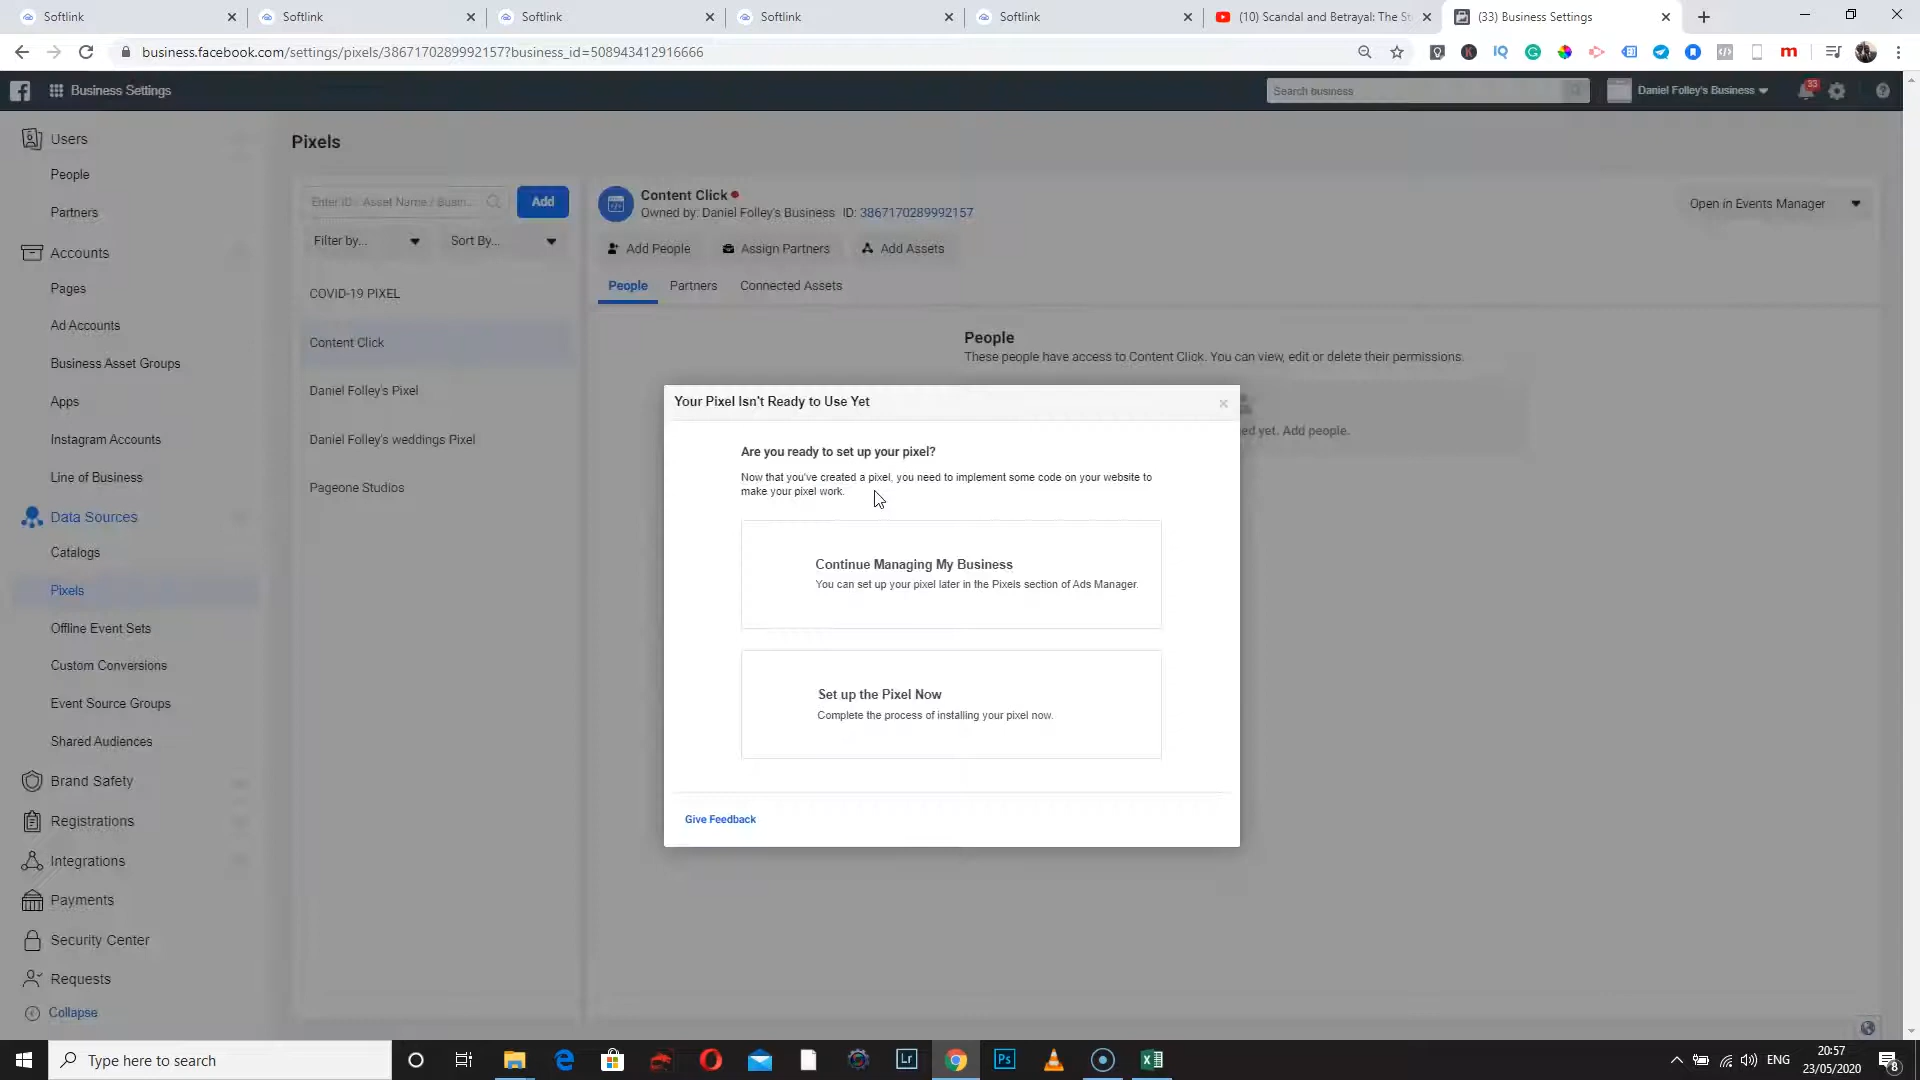 Softlink
Softlink
Softlink
Softlink
Softlink
(10) Scandal and Betrayal: The St
(33) Business Settings
business.facebook.com/settings/pixels/3867170289992157?business_id=508943412916666
Business Settings
Search business
Daniel Folley's Business
33
Users
People
Partners
Accounts
Pages
Ad Accounts
Business Asset Groups
Apps
Instagram Accounts
Line of Business
Data Sources
Catalogs
Pixels
Offline Event Sets
Custom Conversions
Event Source Groups
Shared Audiences
Brand Safety
Registrations
Integrations
Payments
Security Center
Requests
Collapse
Pixels
Enter ID / Asset Name / Busin...
Add
Filter by...
Sort By...
COVID-19 PIXEL
Content Click
Daniel Folley's Pixel
Daniel Folley's weddings Pixel
Pageone Studios
Content Click
Owned by: Daniel Folley's Business ID: 3867170289992157
Open in Events Manager
Add People
Assign Partners
Add Assets
People
Partners
Connected Assets
People
These people have access to Content Click. You can view, edit or delete their permissions.
ed yet. Add people.
Your Pixel Isn't Ready to Use Yet
Are you ready to set up your pixel?
Now that you've created a pixel, you need to implement some code on your website to
make your pixel work.
Continue Managing My Business
You can set up your pixel later in the Pixels section of Ads Manager.
Set up the Pixel Now
Complete the process of installing your pixel now.
Give Feedback
Type here to search
Lr
Ps
ENG
20:57
23/05/2020
8